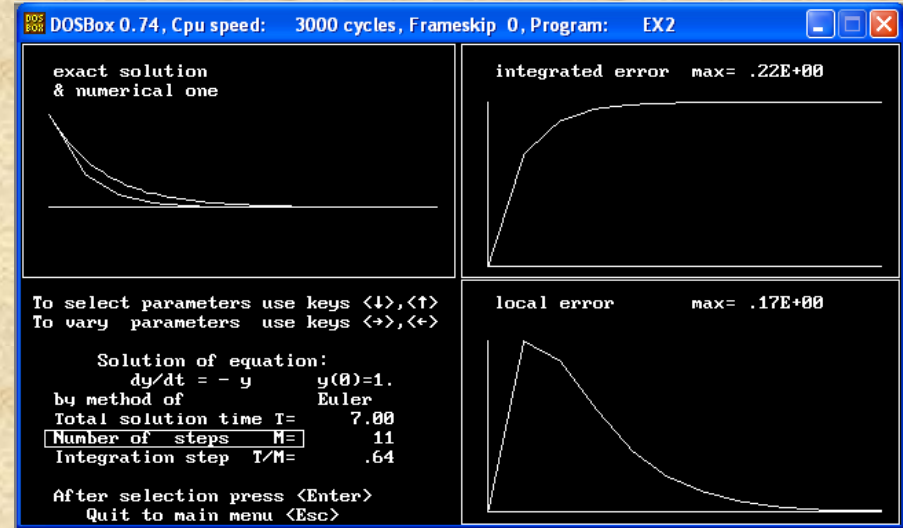 DOSBox 0.74, Cpu speed: 3000 cycles, Frameskip 0, Program: EX2
exact solution
& numerical one
integrated error max= .22E+00
To select parameters use keys <↓>,<↑>
To vary parameters use keys <→>,<←>
Solution of equation:
dy/dt = - y y(0)=1.
by method of Euler
Total solution time T= 7.00
Number of steps M= 11
Integration step T/M= .64
After selection press <Enter>
Quit to main menu <Esc>
local error max= .17E+00